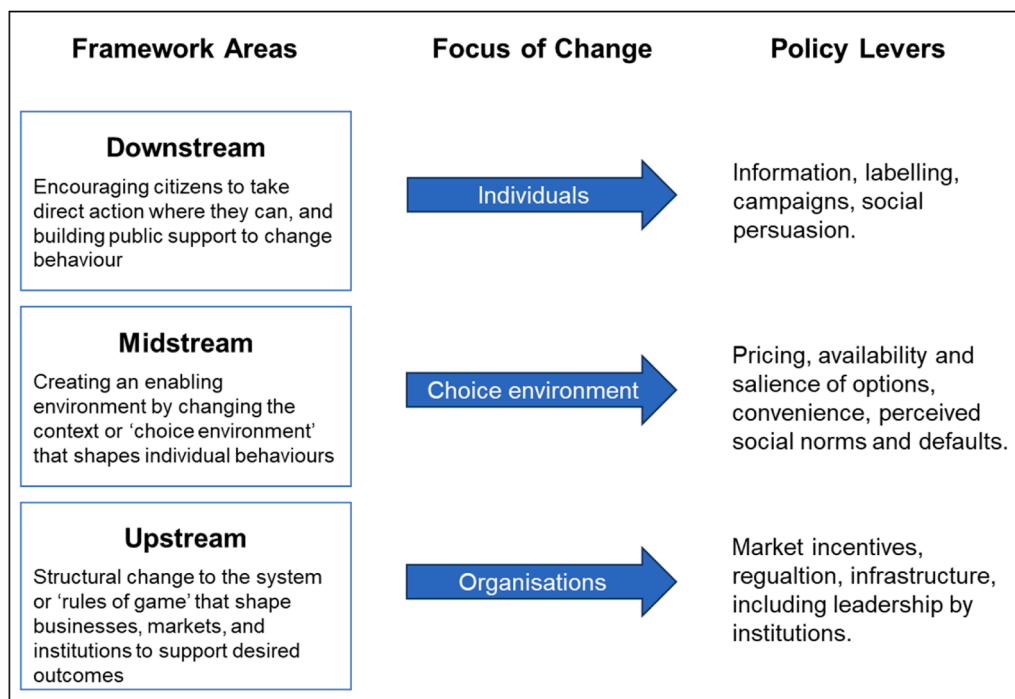 Framework Areas
Focus of Change
Policy Levers
Downstream
Encouraging citizens to take
direct action where they can, and
building public support to change
behaviour
Individuals
Information, labelling,
campaigns, social
persuasion.
Midstream
Creating an enabling
environment by changing the
context or ‘choice environment’
that shapes individual behaviours
Choice environment
Pricing, availability and
salience of options,
convenience, perceived
social norms and defaults.
Upstream
Structural change to the system
or ‘rules of game’ that shape
businesses, markets, and
institutions to support desired
outcomes
Organisations
Market incentives,
regualtion, infrastructure,
including leadership by
institutions.